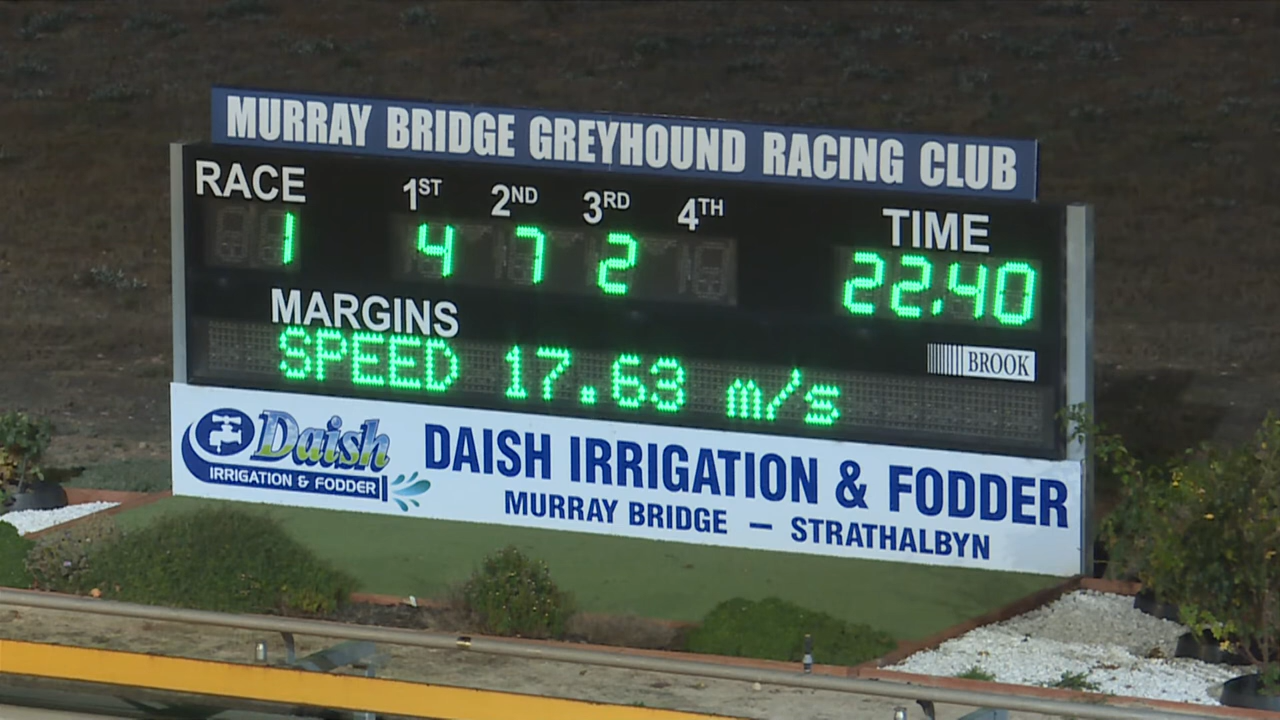 MURRAY BRIDGE GREYHOUND RACING CLUB
RACE 1ST 2ND 3RD 4TH TIME
1 4 7 2 22.40
MARGINS
BROOK
SPEED 17.63 m/s
Daish
IRRIGATION & FODDER
DAISH IRRIGATION & FODDER
MURRAY BRIDGE – STRATHALBYN